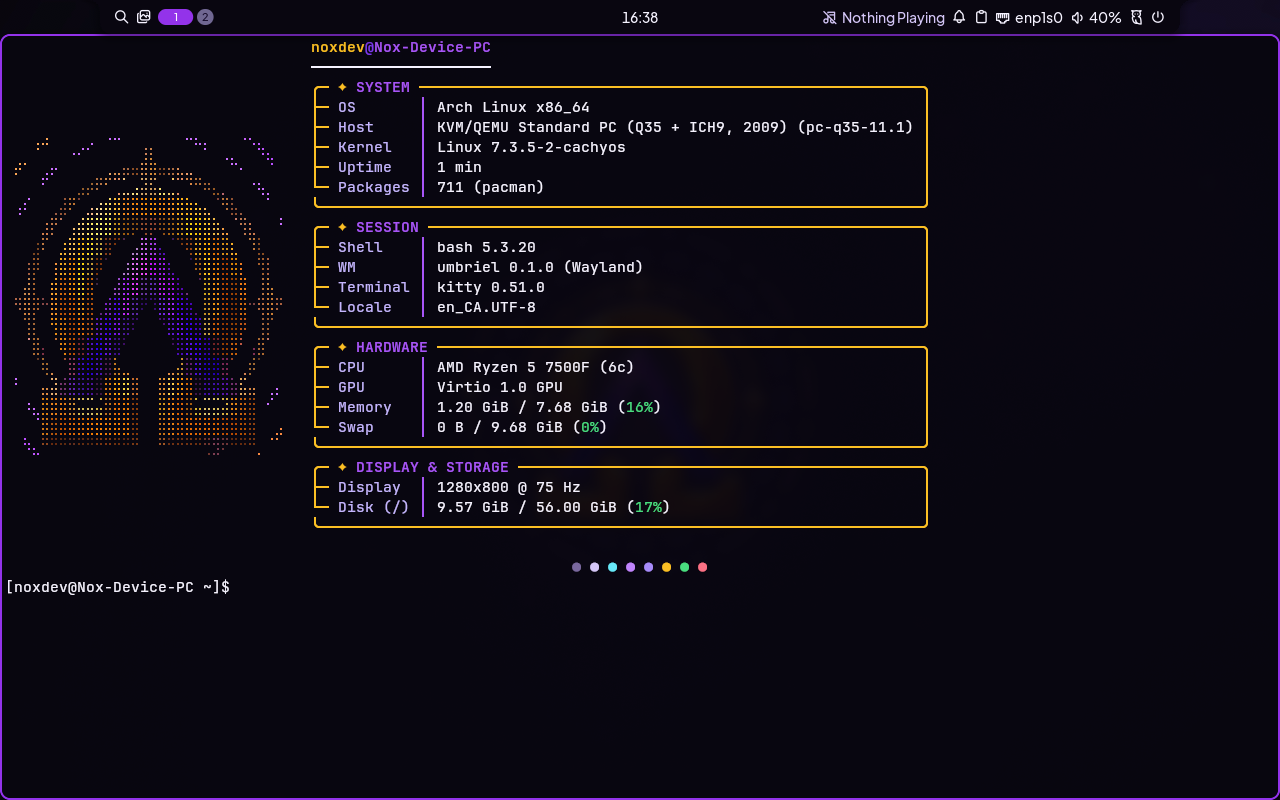 1 2 16:38 Nothing Playing enp1s0 40%
noxdev@Nox-Device-PC
✦ SYSTEM
OS Arch Linux x86_64
Host KVM/QEMU Standard PC (Q35 + ICH9, 2009) (pc-q35-11.1)
Kernel Linux 7.3.5-2-cachyos
Uptime 1 min
Packages 711 (pacman)
✦ SESSION
Shell bash 5.3.20
WM umbriel 0.1.0 (Wayland)
Terminal kitty 0.51.0
Locale en_CA.UTF-8
✦ HARDWARE
CPU AMD Ryzen 5 7500F (6c)
GPU Virtio 1.0 GPU
Memory 1.20 GiB / 7.68 GiB (16%)
Swap 0 B / 9.68 GiB (0%)
✦ DISPLAY & STORAGE
Display 1280x800 @ 75 Hz
Disk (/) 9.57 GiB / 56.00 GiB (17%)
[noxdev@Nox-Device-PC ~]$